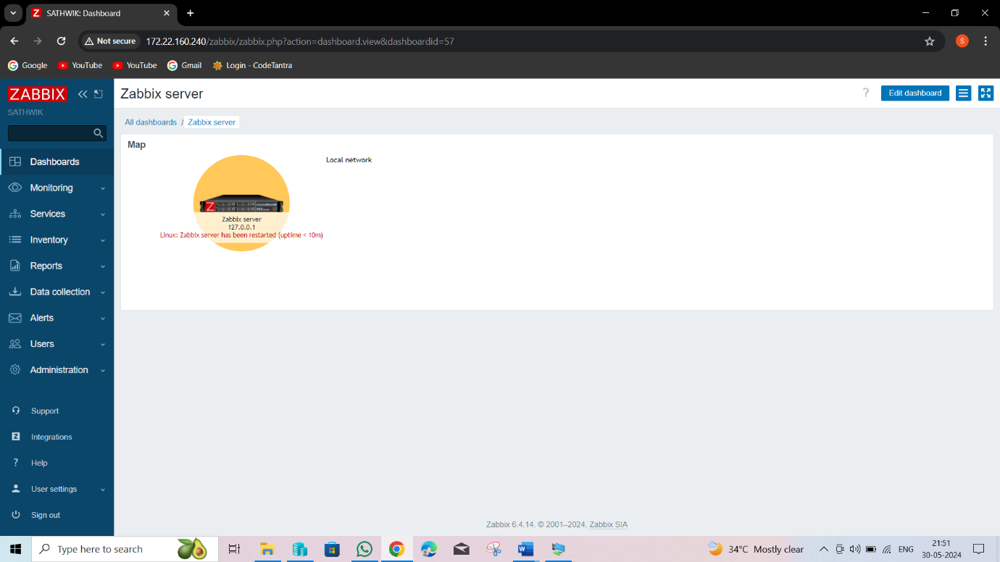 SATHWIK: Dashboard
Not secure 172.22.160.240/zabbix/zabbix.php?action=dashboard.view&dashboardid=57
S
Google YouTube YouTube Gmail Login - CodeTantra
ZABBIX
SATHWIK
Dashboards
Monitoring
Services
Inventory
Reports
Data collection
Alerts
Users
Administration
Support
Integrations
Help
User settings
Sign out
Zabbix server
? Edit dashboard
All dashboards / Zabbix server
Map
Local network
Zabbix server
127.0.0.1
Linux: Zabbix server has been restarted (uptime < 10m)
Zabbix 6.4.14. © 2001–2024, Zabbix SIA
Type here to search
34°C Mostly clear
ENG
21:51
30-05-2024